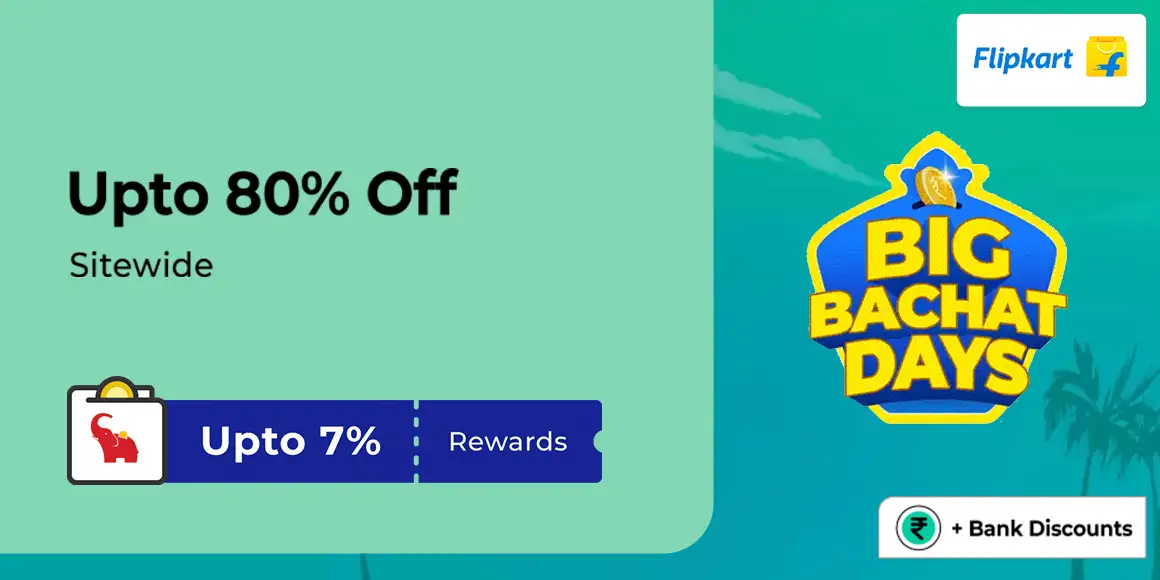 Flipkart
Upto 80% Off
Sitewide
BIG
BACHAT
DAYS
Upto 7%
Rewards
₹
+ Bank Discounts